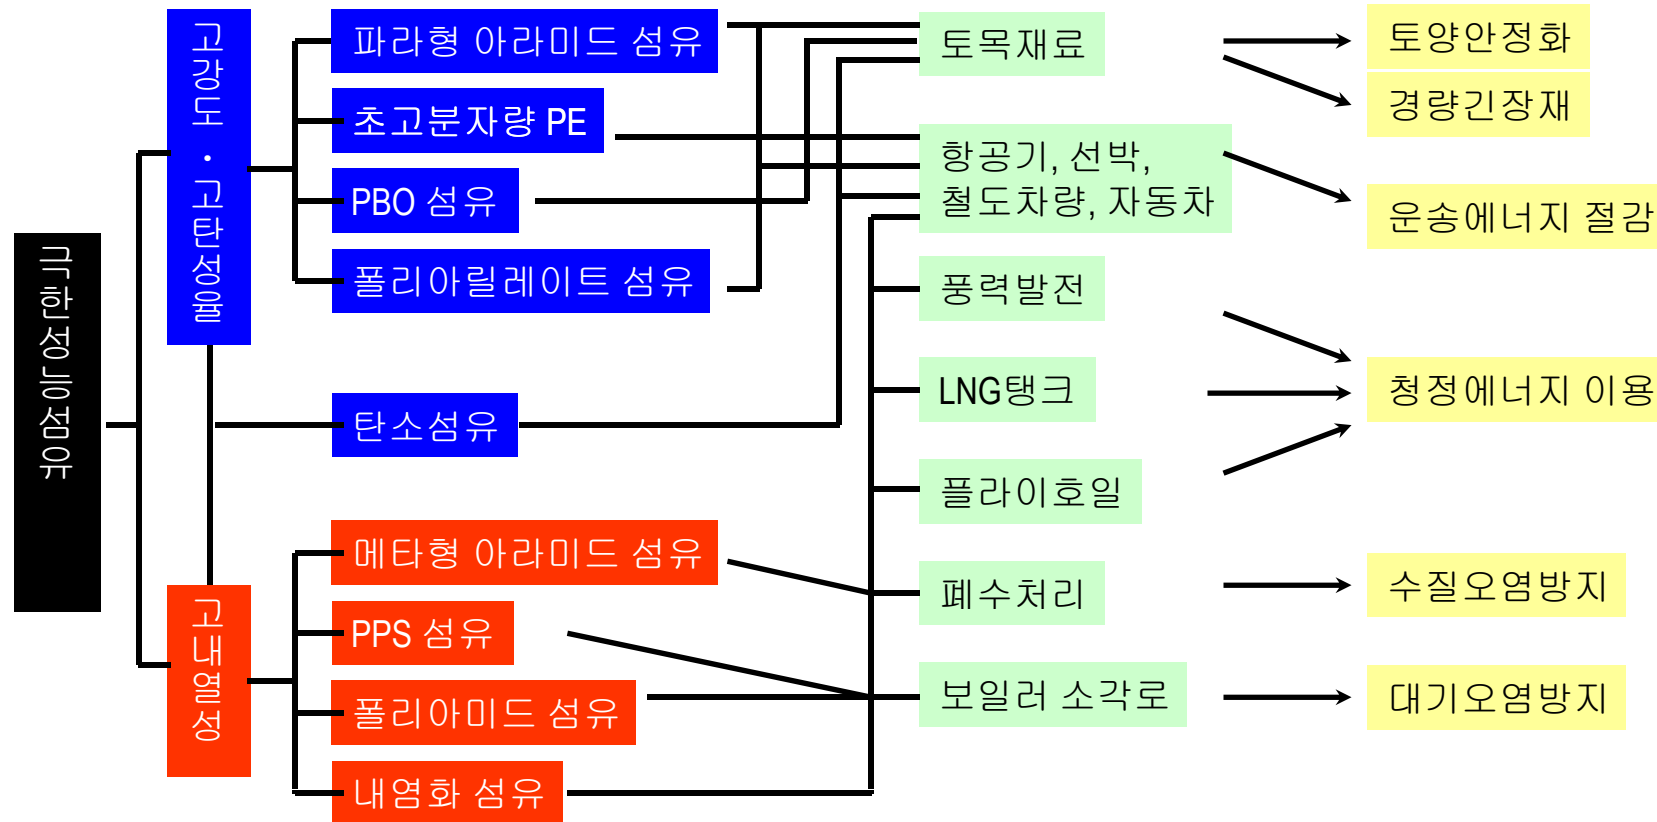 극한성능섬유
고강도 · 고탄성율
고내열성
파라형 아라미드 섬유
초고분자량 PE
PBO 섬유
폴리아릴레이트 섬유
탄소섬유
메타형 아라미드 섬유
PPS 섬유
폴리아미드 섬유
내염화 섬유
토목재료
항공기, 선박,
철도차량, 자동차
풍력발전
LNG탱크
플라이호일
폐수처리
보일러 소각로
토양안정화
경량긴장재
운송에너지 절감
청정에너지 이용
수질오염방지
대기오염방지